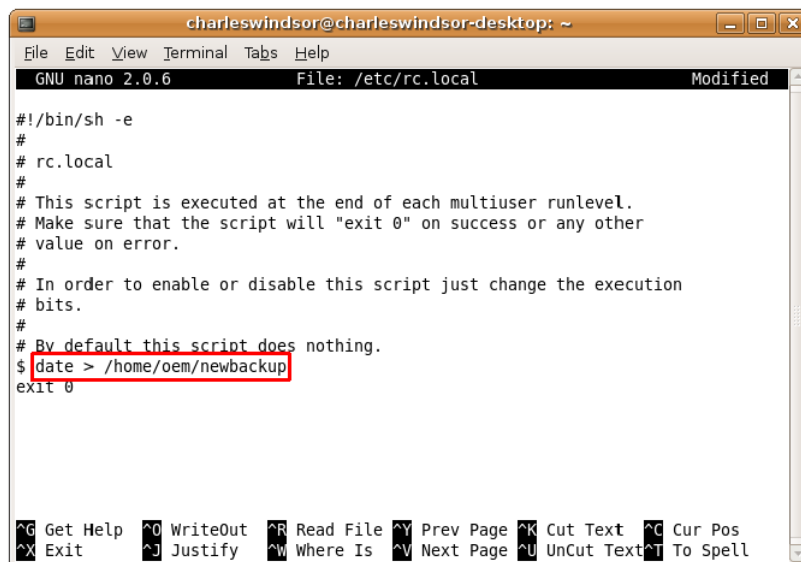 charleswindsor@charleswindsor-desktop: ~
File Edit View Terminal Tabs Help
GNU nano 2.0.6 File: /etc/rc.local Modified
#!/bin/sh -e
#
# rc.local
#
# This script is executed at the end of each multiuser runlevel.
# Make sure that the script will "exit 0" on success or any other
# value on error.
#
# In order to enable or disable this script just change the execution
# bits.
#
# By default this script does nothing.
$ date > /home/oem/newbackup
exit 0
^G Get Help ^O WriteOut ^R Read File ^Y Prev Page ^K Cut Text ^C Cur Pos
^X Exit ^J Justify ^W Where Is ^V Next Page ^U UnCut Text ^T To Spell